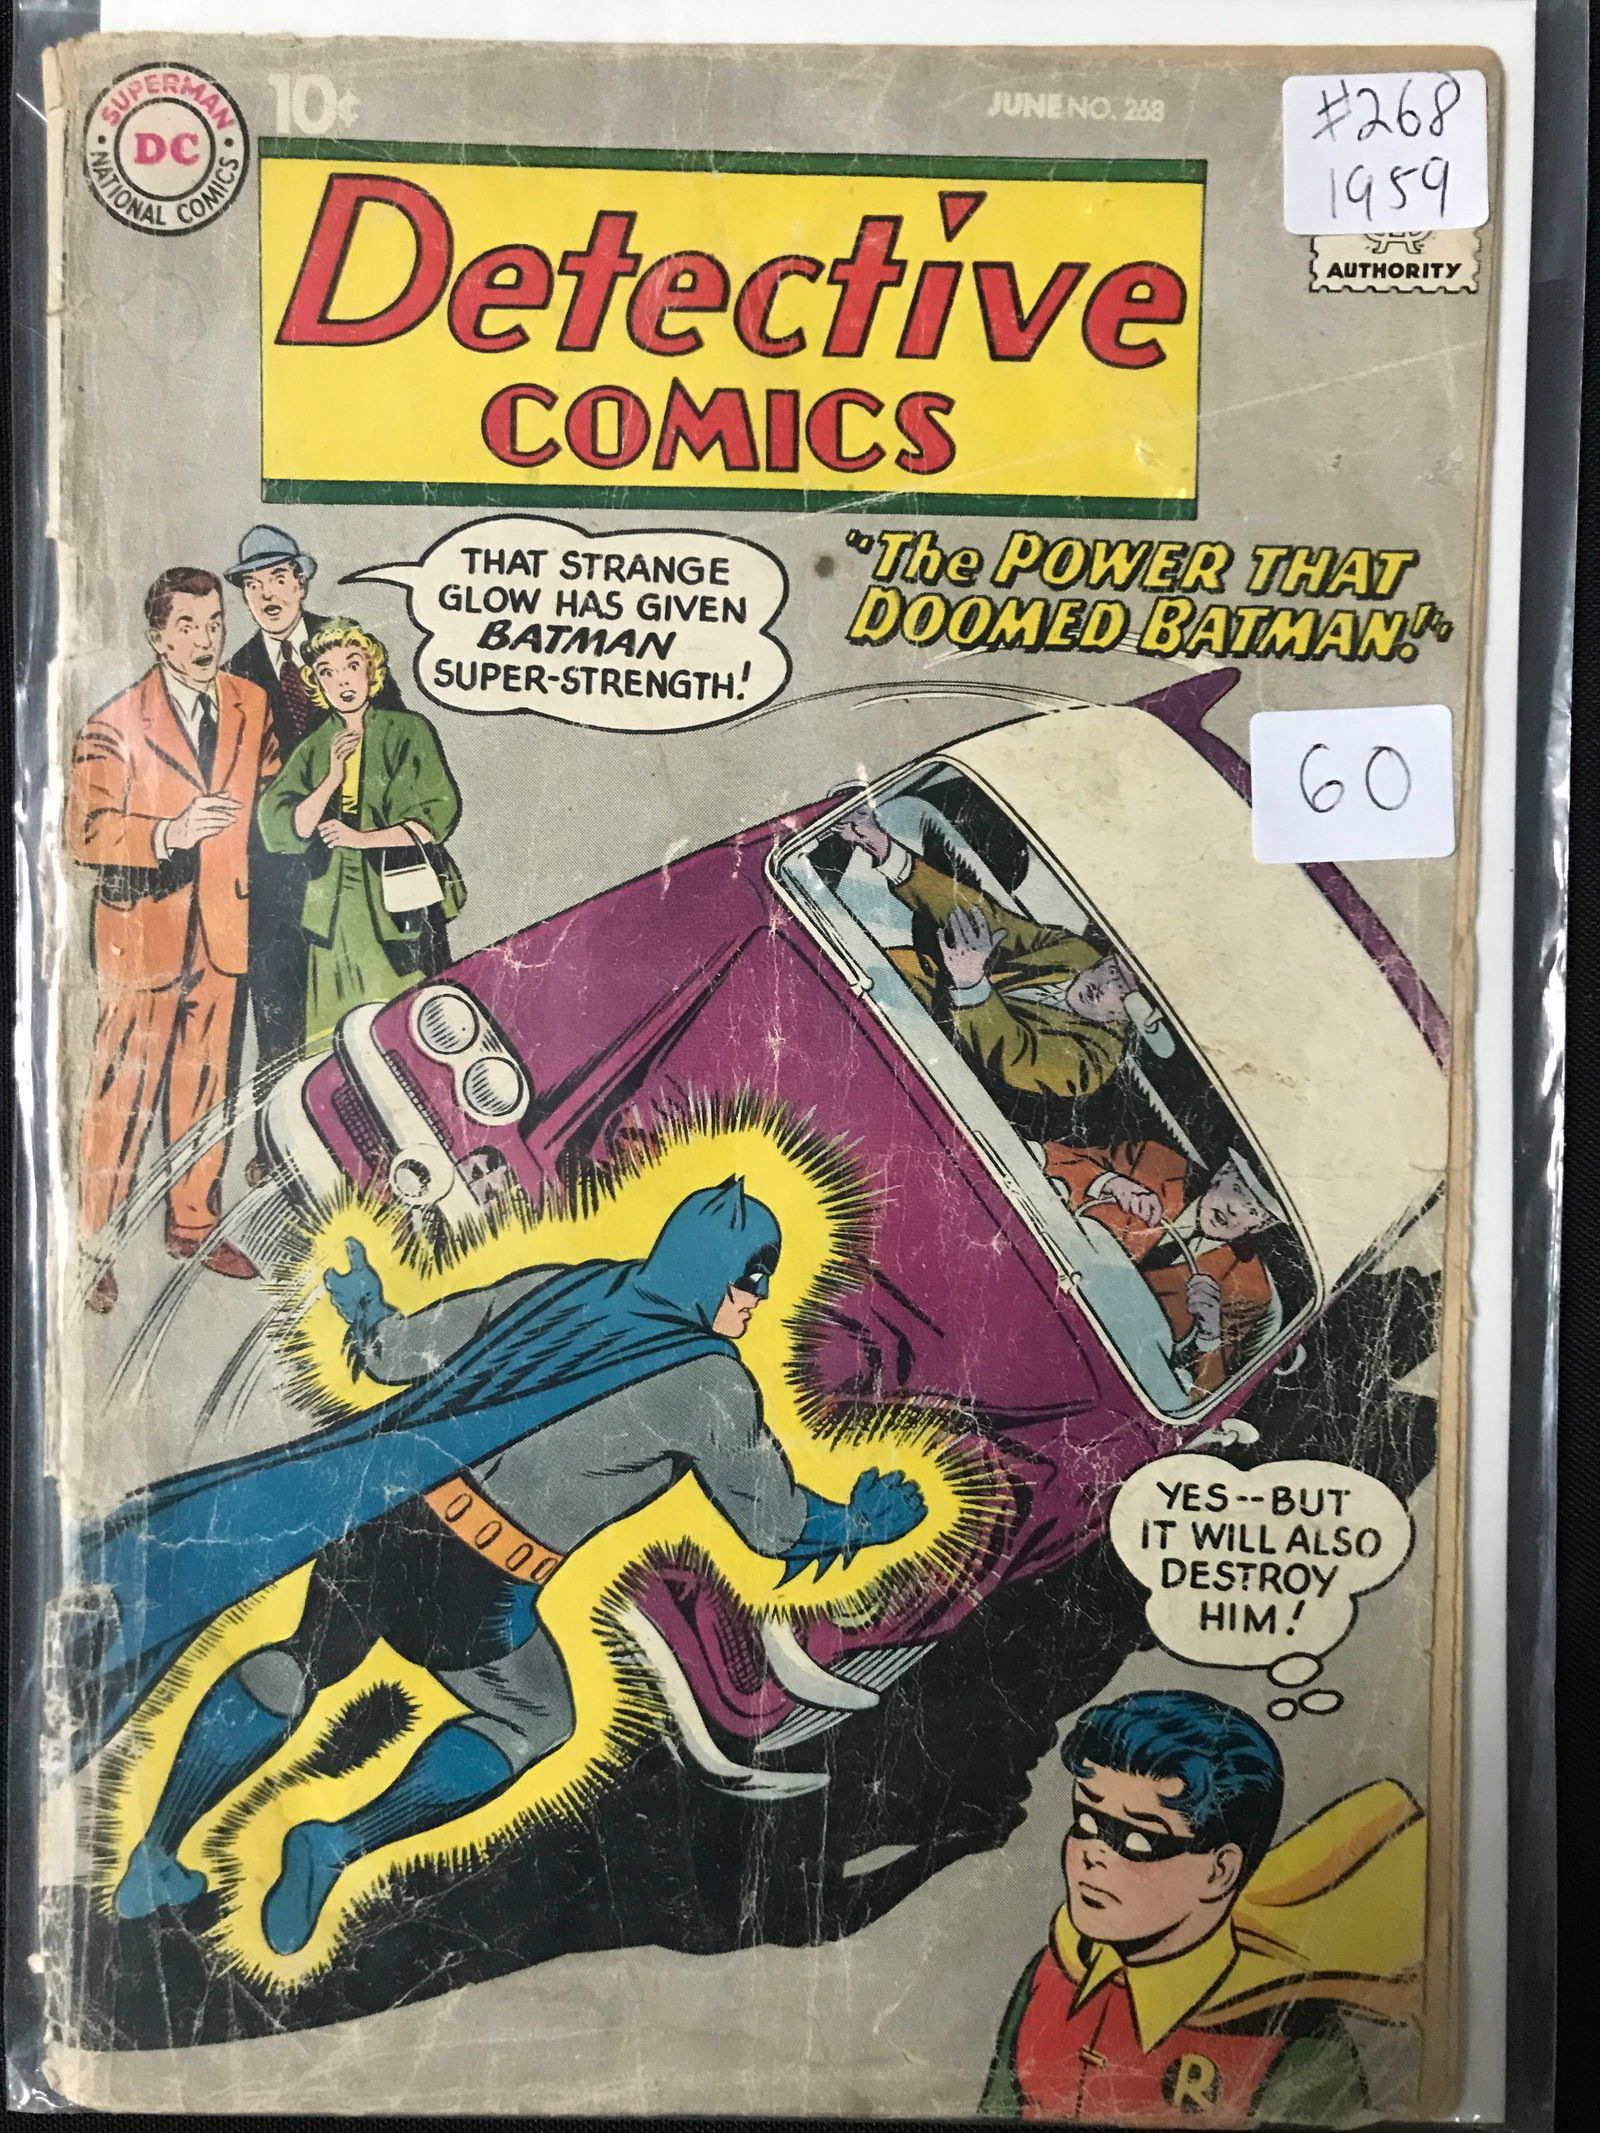 SUPERMAN
DC
NATIONAL COMICS
10¢
JUNE NO. 268
#268
1959
AUTHORITY
Detective
COMICS
THAT STRANGE
GLOW HAS GIVEN
BATMAN
SUPER-STRENGTH!
"The POWER THAT
DOOMED BATMAN!"
60
YES--BUT
IT WILL ALSO
DESTROY
HIM!
R